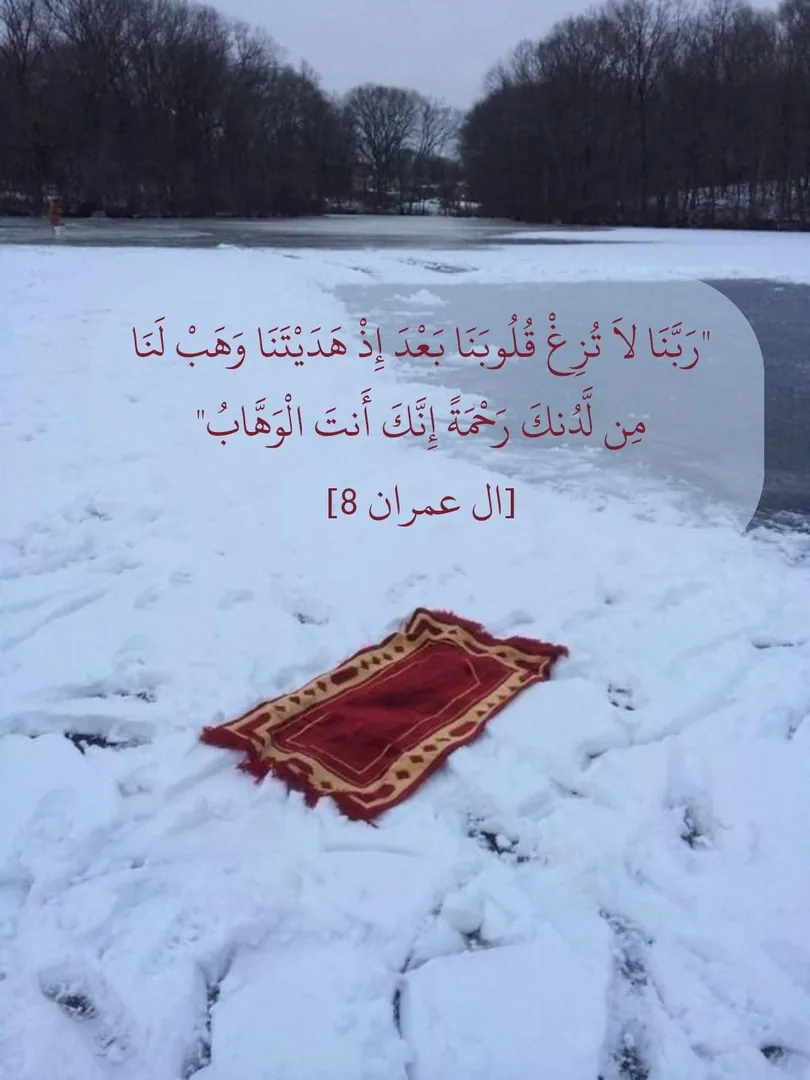 "رَبَّنَا لاَ تُزِغْ قُلُوبَنَا بَعْدَ إِذْ هَدَيْتَنَا وَهَبْ لَنَا
مِن لَّدُنكَ رَحْمَةً إِنَّكَ أَنتَ الْوَهَّابُ"
[ال عمران 8]